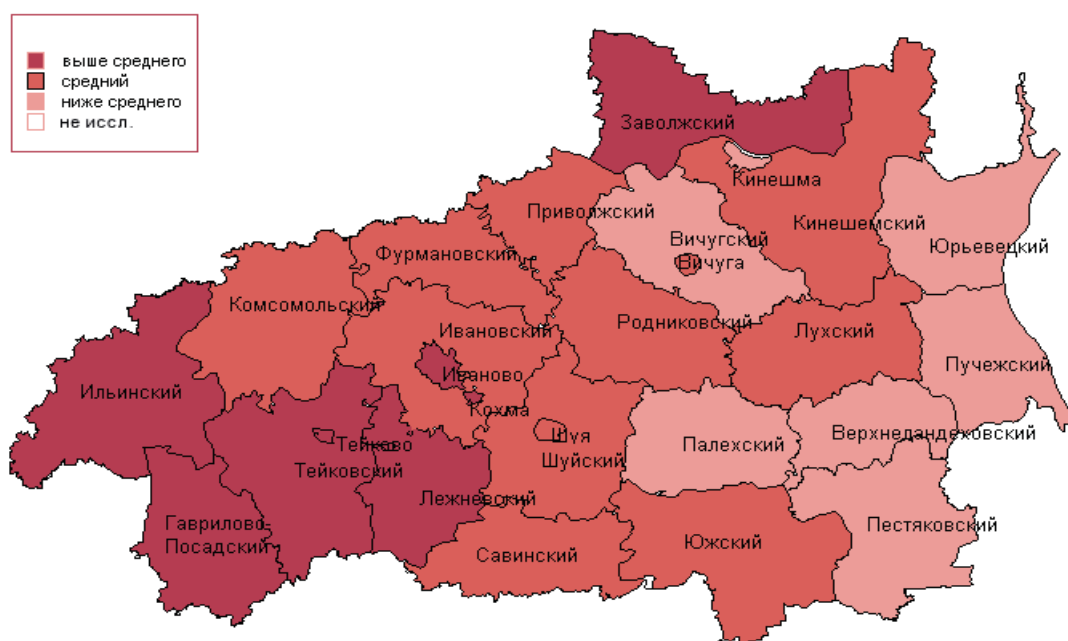 выше среднего
средний
ниже среднего
не иссл.
Заволжский
Кинешма
Приволжский
Кинешемский
Вичугский
Вичуга
Юрьевецкий
Фурмановский
Комсомольский
Ивановский
Родниковский
Лухский
Пучежский
Иваново
Ильинский
Кохма
Шуя
Шуйский
Палехский
Верхнеландеховский
Тейково
Тейковский
Лежневский
Гаврилово-
Посадский
Савинский
Южский
Пестяковский